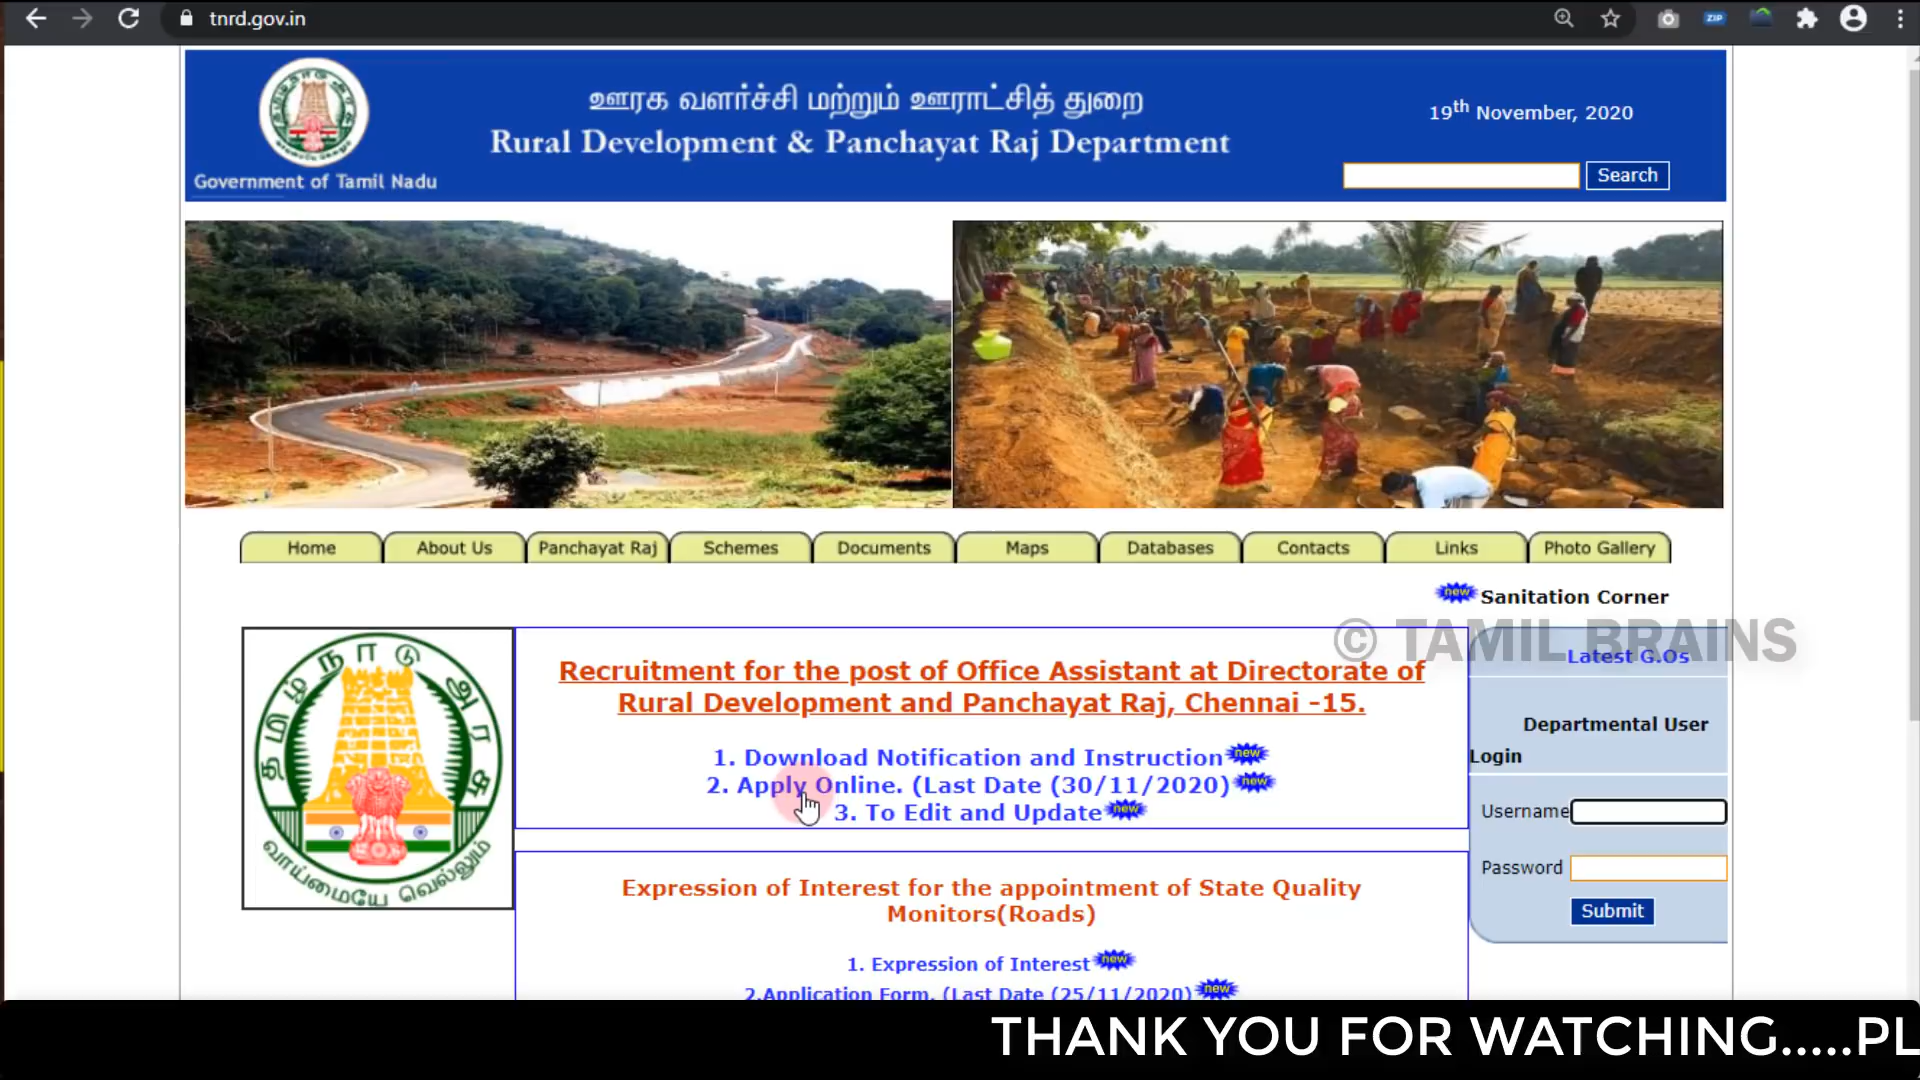 tnrd.gov.in
ZIP
ஊரக வளர்ச்சி மற்றும் ஊராட்சித் துறை
Rural Development & Panchayat Raj Department
Government of Tamil Nadu
19th November, 2020
Search
Home About Us Panchayat Raj Schemes Documents Maps Databases Contacts Links Photo Gallery
new Sanitation Corner
© TAMIL BRAINS
Latest G.Os
தமிழ்நாடு அரசு
வாய்மையே வெல்லும்
Recruitment for the post of Office Assistant at Directorate of
Rural Development and Panchayat Raj, Chennai -15.
1. Download Notification and Instruction new
2. Apply Online. (Last Date (30/11/2020) new
3. To Edit and Update new
Departmental User
Login
Username
Password
Submit
Expression of Interest for the appointment of State Quality
Monitors(Roads)
1. Expression of Interest new
2.Application Form. (Last Date (25/11/2020) new
THANK YOU FOR WATCHING.....PL